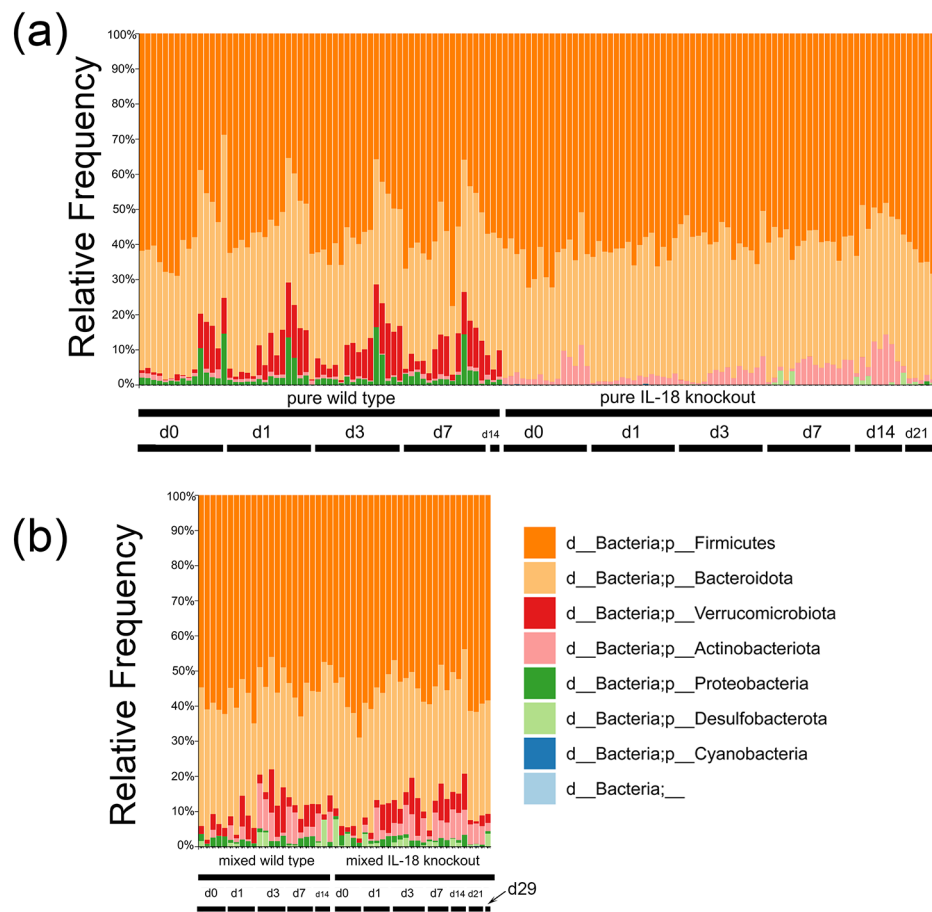 (a)
Relative Frequency
100%
90%
80%
70%
60%
50%
40%
30%
20%
10%
0%
pure wild type pure IL-18 knockout
d0 d1 d3 d7 d14 d0 d1 d3 d7 d14 d21
(b)
Relative Frequency
100%
90%
80%
70%
60%
50%
40%
30%
20%
10%
0%
mixed wild type mixed IL-18 knockout
d0 d1 d3 d7 d14 d0 d1 d3 d7 d14 d21 d29
d__Bacteria;p__Firmicutes
d__Bacteria;p__Bacteroidota
d__Bacteria;p__Verrucomicrobiota
d__Bacteria;p__Actinobacteriota
d__Bacteria;p__Proteobacteria
d__Bacteria;p__Desulfobacterota
d__Bacteria;p__Cyanobacteria
d__Bacteria;__